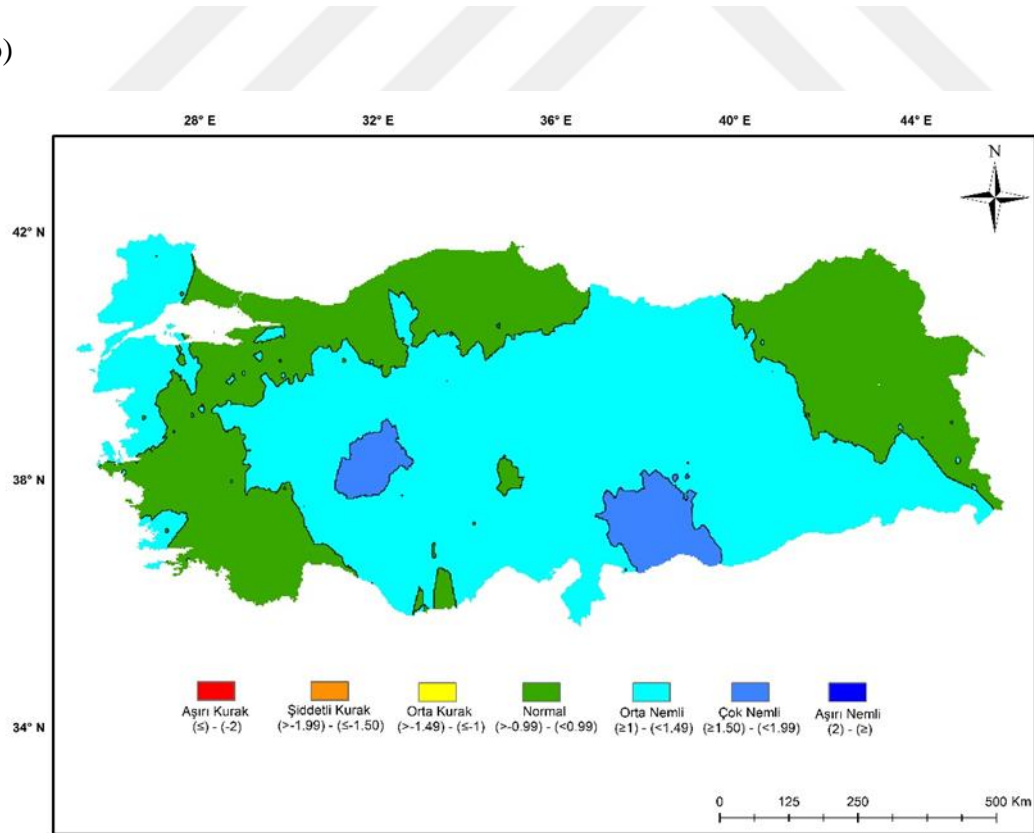 )
28° E 32° E 36° E 40° E 44° E
N
42° N
38° N
34° N
Aşırı Kurak Şiddetli Kurak Orta Kurak Normal Orta Nemli Çok Nemli Aşırı Nemli
(≤) - (-2) (>-1.99) - (≤-1.50) (>-1.49) - (≤-1) (>-0.99) - (<0.99) (≥1) - (<1.49) (≥1.50) - (<1.99) (2) - (≥)
0 125 250 500 Km